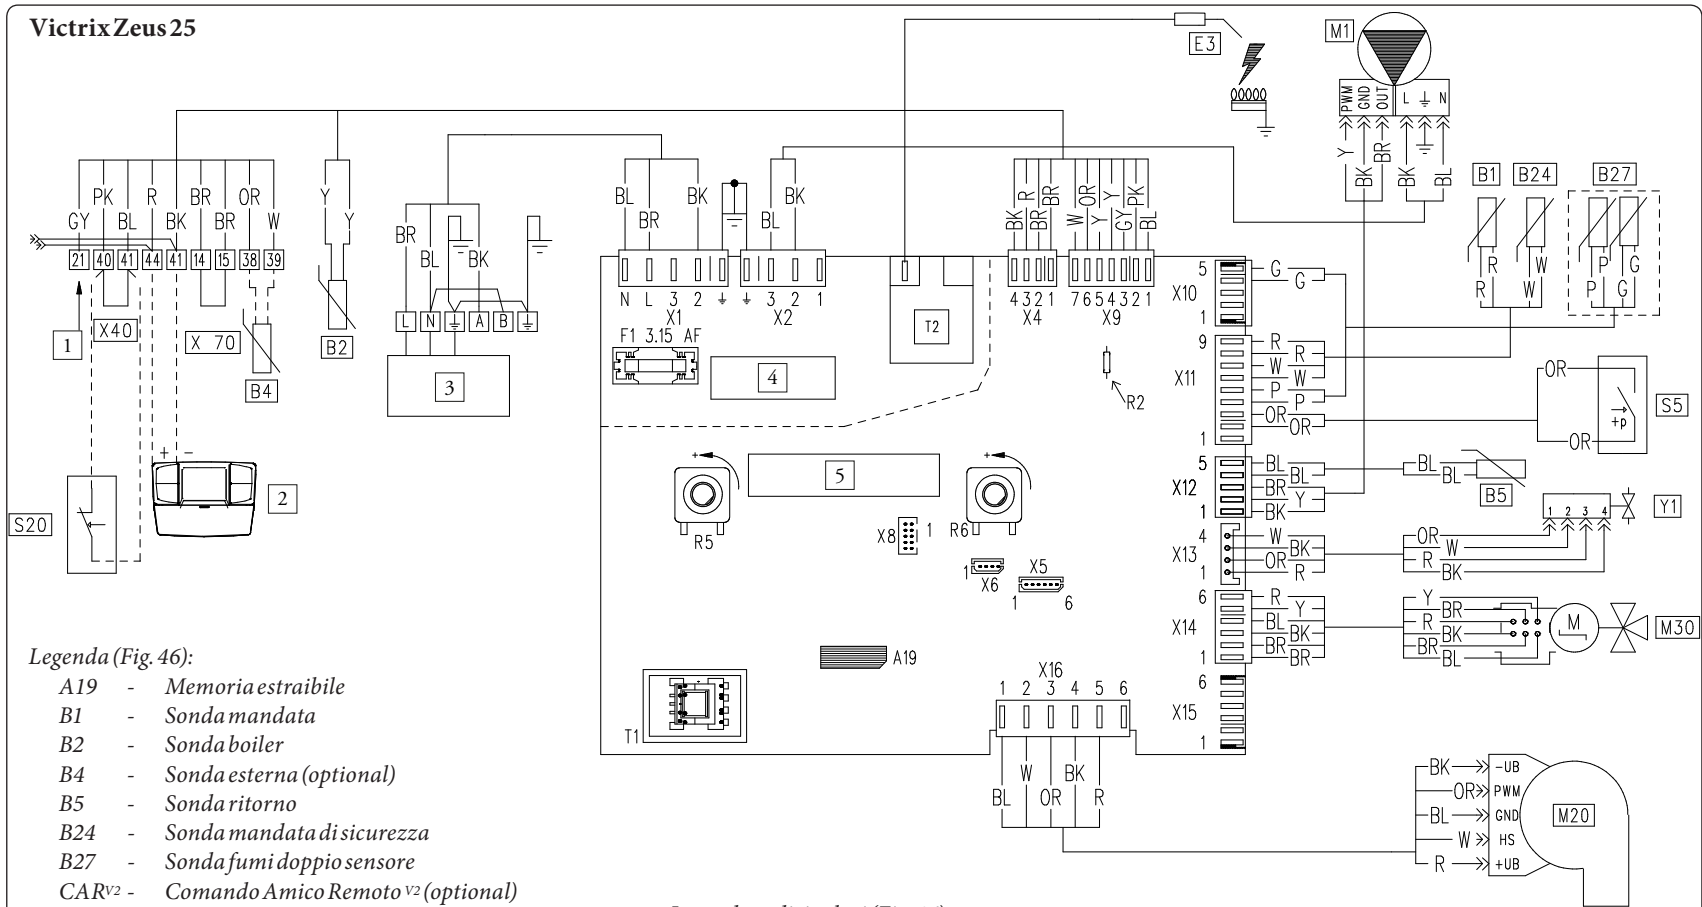 Victrix Zeus 25
E3
M1
PWM GND OUT L N
Y BK BR BK BL
GY PK BL R BK BR BR OR W
21 40 41 44 41 14 15 38 39
1
X40
X 70
B4
Y Y
B2
BR BL BK
L N A B
3
BL BR BK BL BK
N L 3 2 3 2 1
X1 X2
F1 3.15 AF
4
T2
BK R BR BR W OR Y Y GY PK BL
4 3 2 1 7 6 5 4 3 2 1
X4 X9
R2
5
X10
1
G
G
B1 B24 B27
R W P G
R W P G
9
X11
1
R
R
W
W
P
P
OR
OR
OR
+p
OR
S5
+ -
2
S20
+
R5
5
+
R6
X8 1
1
X6
X5
1 6
5
X12
1
BL
BL
BR
Y
BK
BL
BL
B5
4
X13
1
W
BK
OR
R
OR
W
R
BK
1 2 3 4
Y1
6
X14
1
R
Y
BL
BK
BR
BR
Y
BR
R
BK
BR
BL
M
M30
A19
T1
6
X15
1
X16
1 2 3 4 5 6
BL W OR BK R
BK -UB
OR PWM
BL GND
W HS
R +UB
M20
Legenda (Fig. 46):
A19 - Memoria estraibile
B1 - Sonda mandata
B2 - Sonda boiler
B4 - Sonda esterna (optional)
B5 - Sonda ritorno
B24 - Sonda mandata di sicurezza
B27 - Sonda fumi doppio sensore
CARV2 - Comando Amico Remoto V2 (optional)